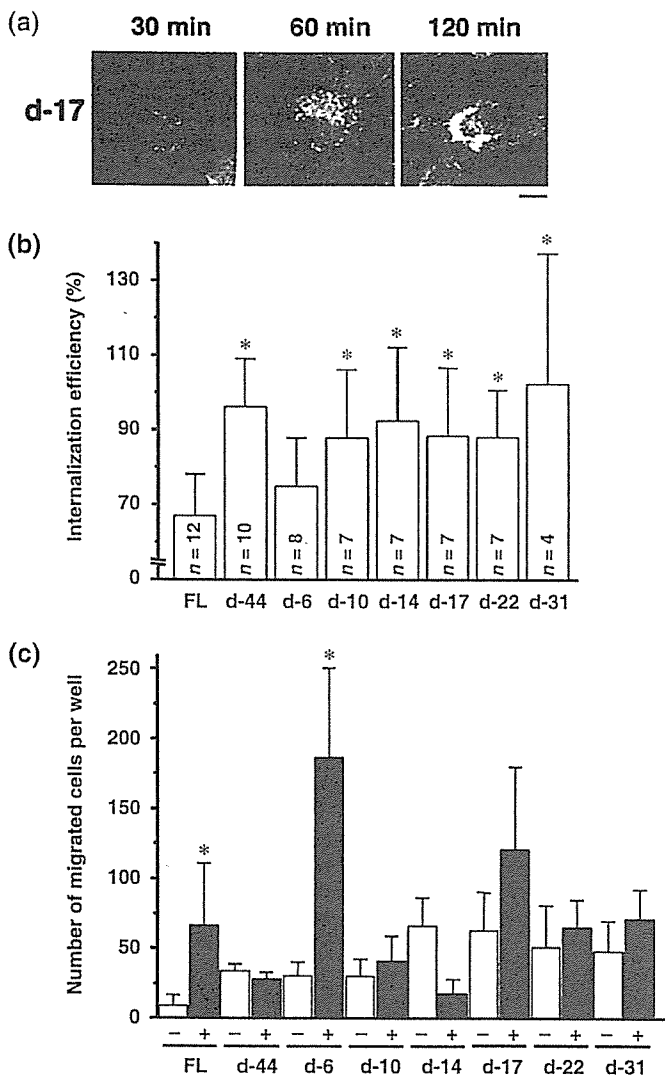 (a)
30 min 60 min 120 min
d-17
(b)
Internalization efficiency (%)
130
110
90
70
0
* * * * * *
n = 12 n = 10 n = 8 n = 7 n = 7 n = 7 n = 7 n = 4
FL d-44 d-6 d-10 d-14 d-17 d-22 d-31
(c)
Number of migrated cells per well
250
200
150
100
50
0
* *
− + − + − + − + − + − + − + − +
FL d-44 d-6 d-10 d-14 d-17 d-22 d-31